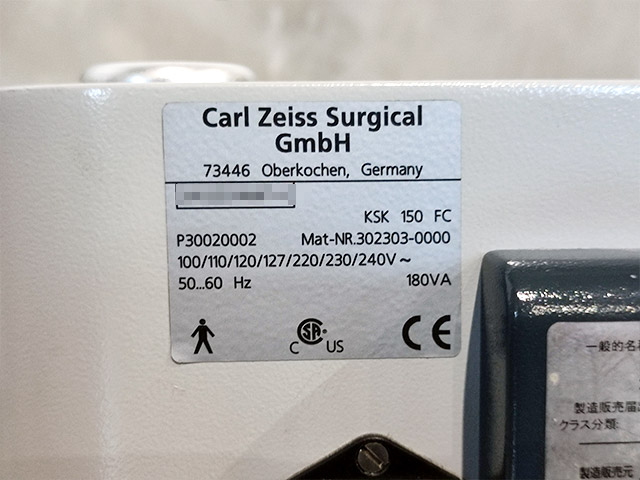 Carl Zeiss Surgical
GmbH
73446 Oberkochen, Germany
KSK 150 FC
P30020002 Mat-NR.302303-0000
100/110/120/127/220/230/240V ~
50...60 Hz 180VA
C SA US CE
一般的名
製造販売届
クラス分類:
製造販売元